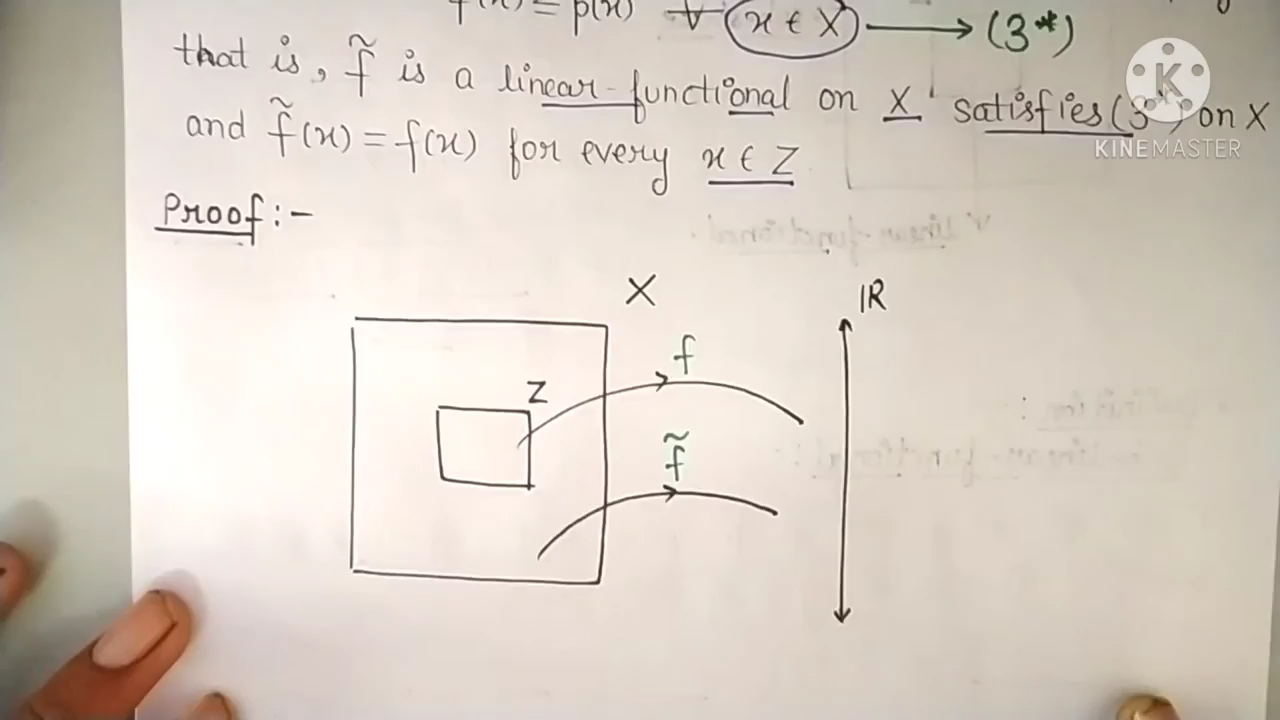 = p(x) ∀ x ∈ X → (3*)
that is, f̃ is a linear functional on X satisfies (3*) on X
and f̃(x) = f(x) for every x ∈ Z
Proof :-
X
IR
f
Z
f̃
KINEMASTER